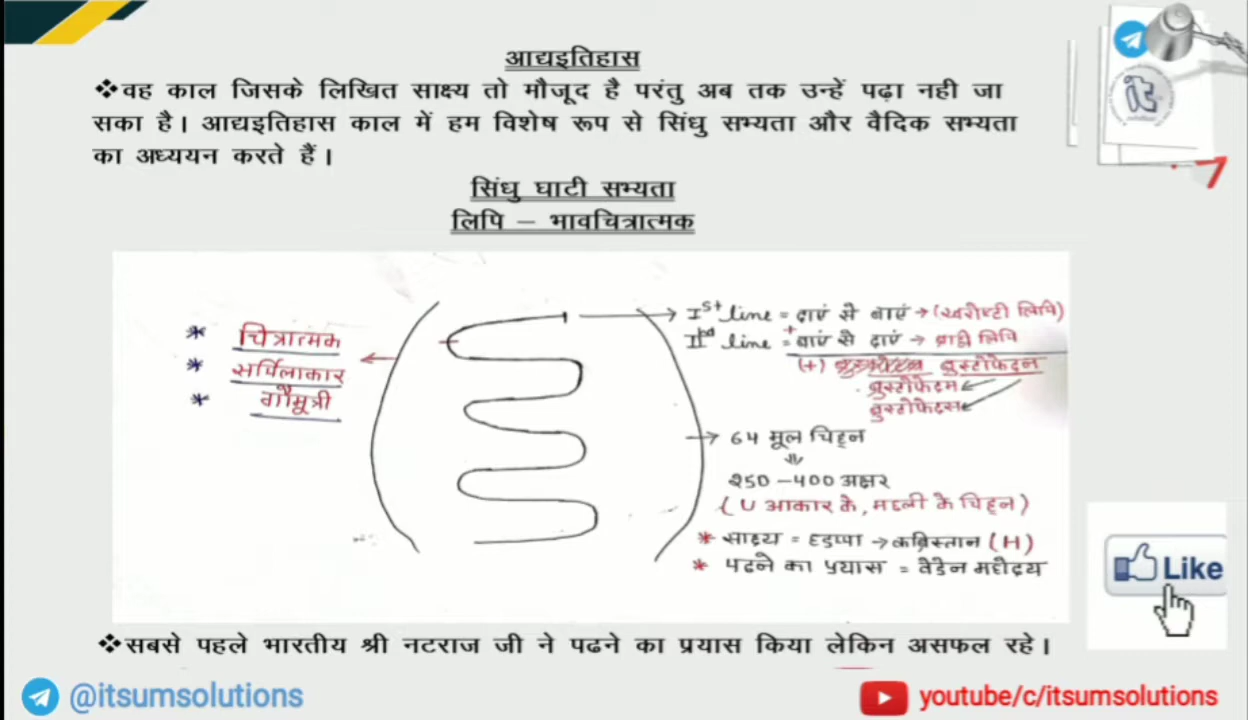 आद्यइतिहास
❖वह काल जिसके लिखित साक्ष्य तो मौजूद है परंतु अब तक उन्हें पढ़ा नही जा
सका है। आद्यइतिहास काल में हम विशेष रूप से सिंधु सभ्यता और वैदिक सभ्यता
का अध्ययन करते हैं।
सिंधु घाटी सभ्यता
लिपि – भावचित्रात्मक
* चित्रात्मक
* सर्पिलाकार
* गौमूत्री
Ist line = दाएं से बाएं → (खरोष्टी लिपि)
IInd line = बाएं से दाएं → ब्राह्मी लिपि
(+) बुस्टोफेदन
बुस्टोफेदम
बुस्टोफेदस
→ 64 मूल चिह्न
250 – 400 अक्षर
(U आकार के, मछली के चिह्न)
* साक्ष्य = हड़प्पा → कब्रिस्तान (H)
* पढने का प्रयास = वेडेन महोदय
❖सबसे पहले भारतीय श्री नटराज जी ने पढने का प्रयास किया लेकिन असफल रहे।
Like
@itsumsolutions
youtube/c/itsumsolutions